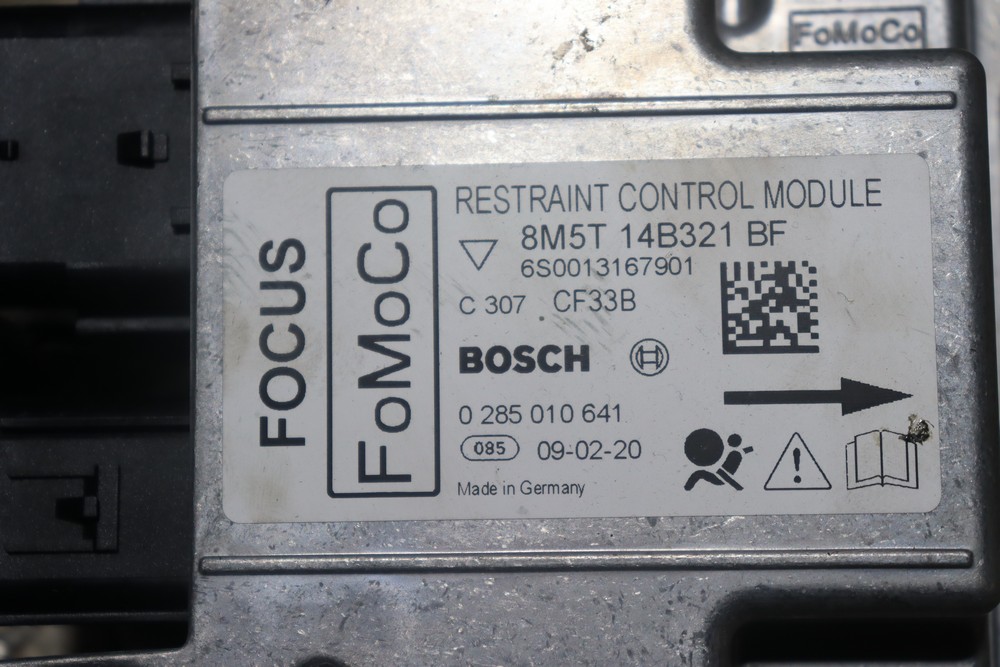 FoMoCo
FOCUS
FoMoCo
RESTRAINT CONTROL MODULE
8M5T 14B321 BF
6S0013167901
C 307 CF33B
BOSCH
0 285 010 641
085 09-02-20
Made in Germany